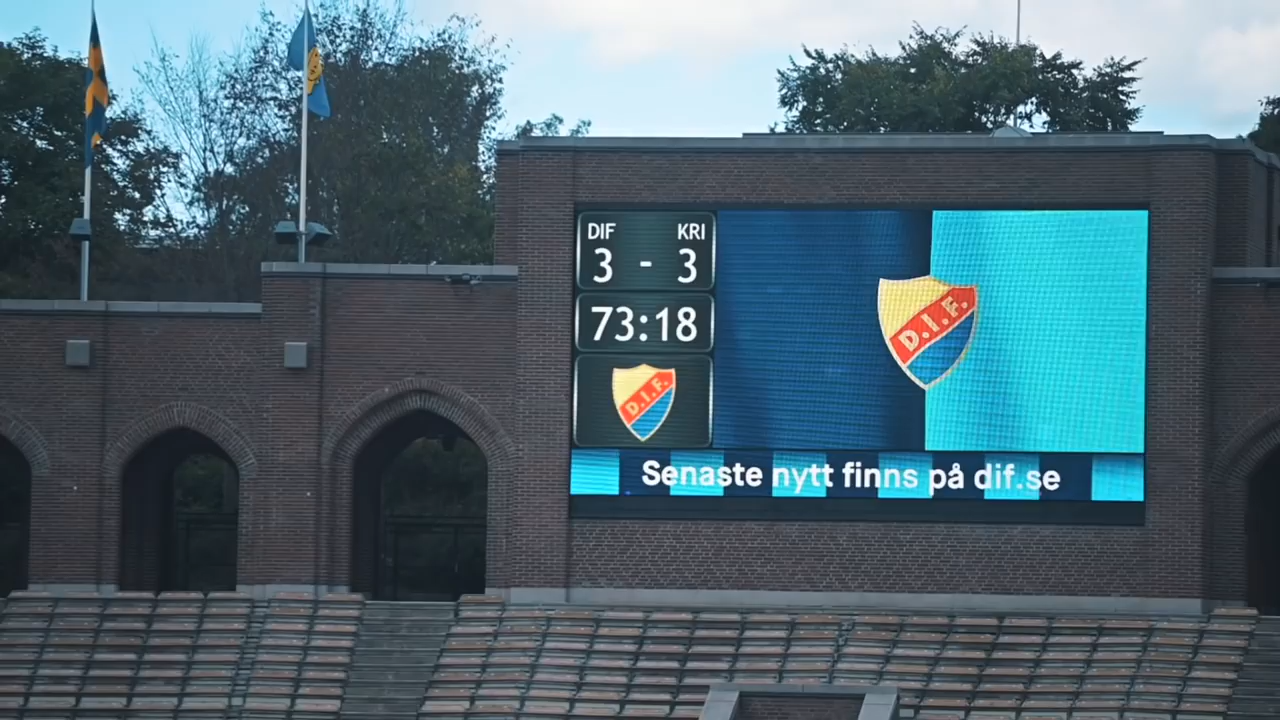 DIF KRI
3 - 3
73:18
D.I.F.
D.I.F.
Senaste nytt finns på dif.se